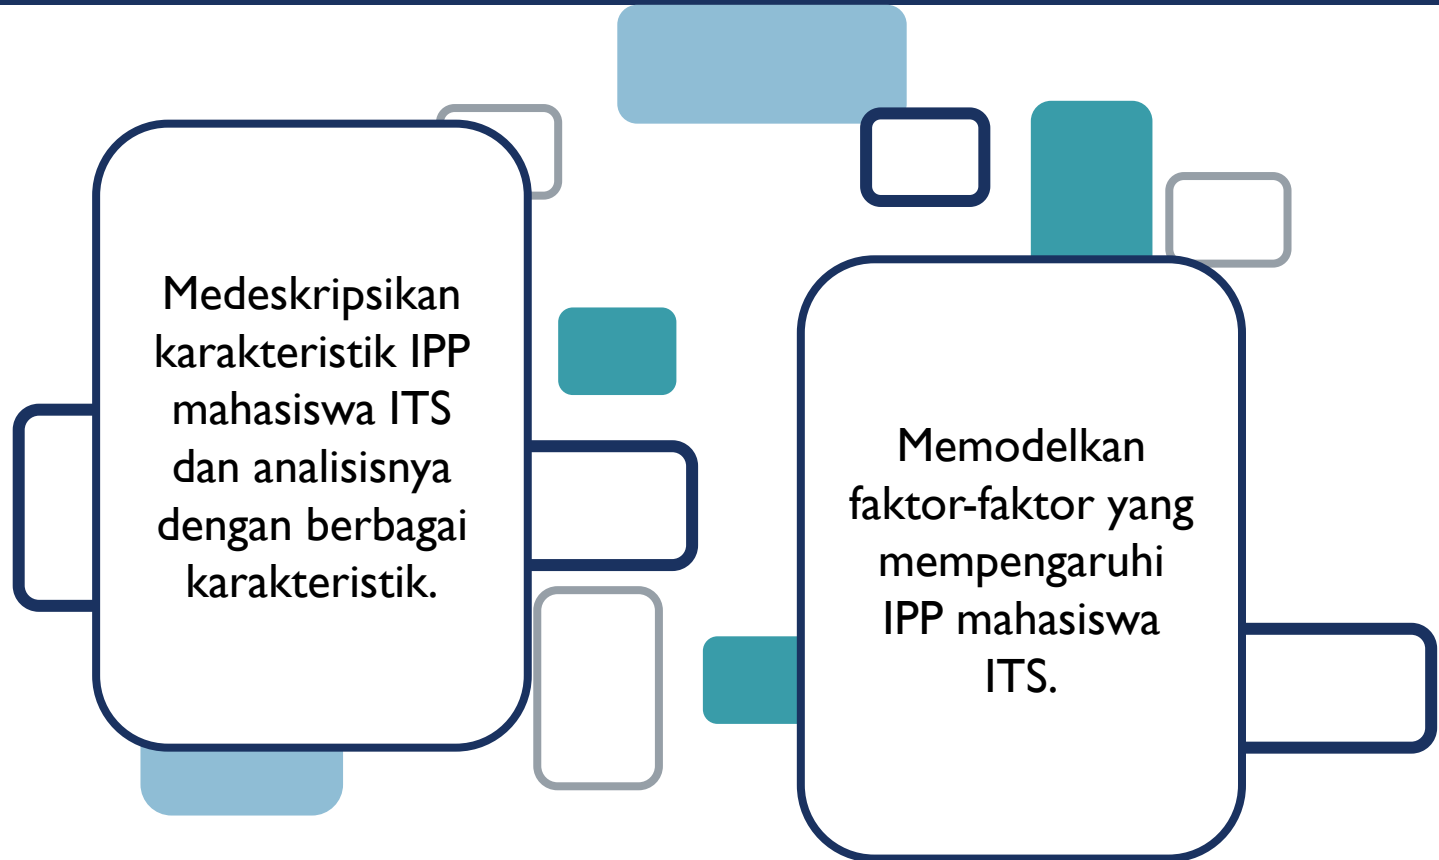 Medeskripsikan
karakteristik IPP
mahasiswa ITS
dan analisisnya
dengan berbagai
karakteristik.
Memodelkan
faktor-faktor yang
mempengaruhi
IPP mahasiswa
ITS.